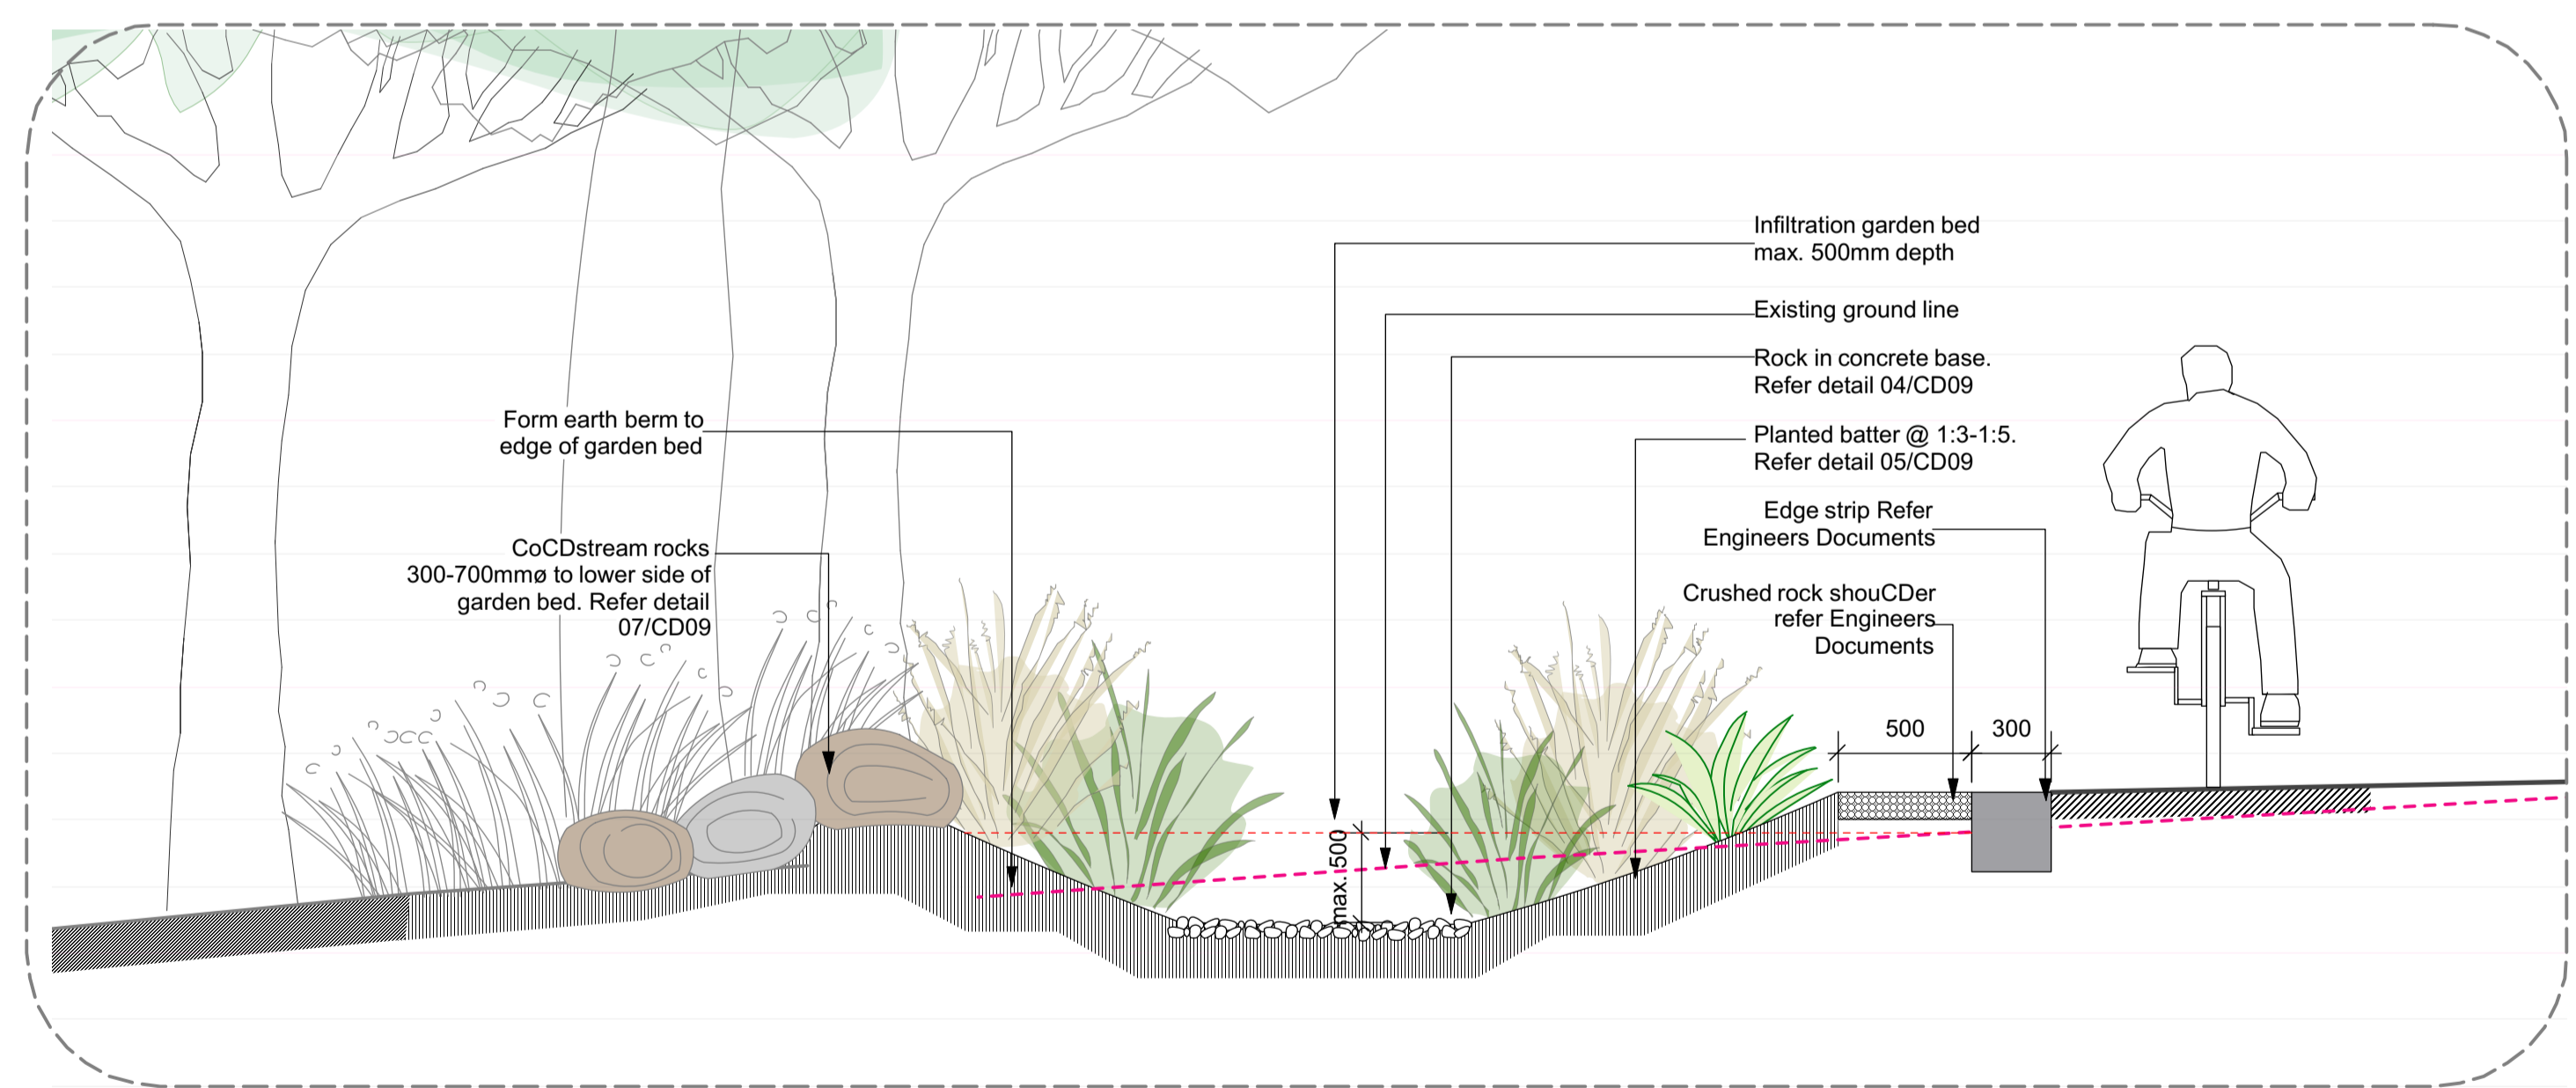 Infiltration garden bed
max. 500mm depth
Existing ground line
Rock in concrete base.
Refer detail 04/CD09
Form earth berm to
edge of garden bed
Planted batter @ 1:3-1:5.
Refer detail 05/CD09
Edge strip Refer
Engineers Documents
CoCDstream rocks
300-700mmø to lower side of
garden bed. Refer detail
07/CD09
Crushed rock shouCDer
refer Engineers
Documents
500
300
max. 500